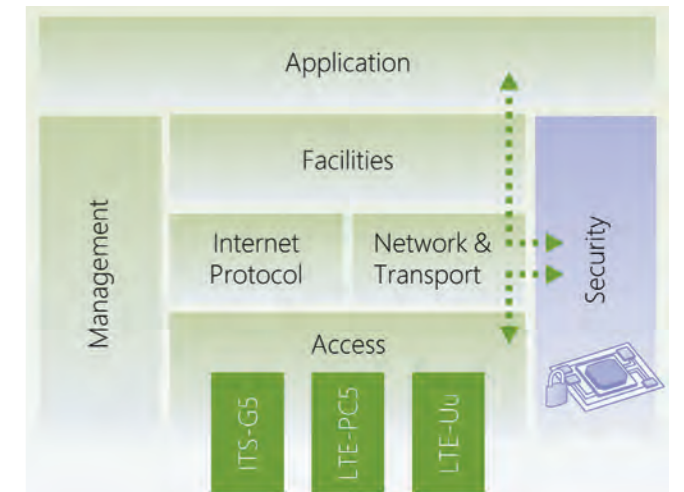 Application
Facilities
Management
Internet
Protocol
Network &
Transport
Security
Access
ITS-G5
LTE-PC5
LTE-Uu